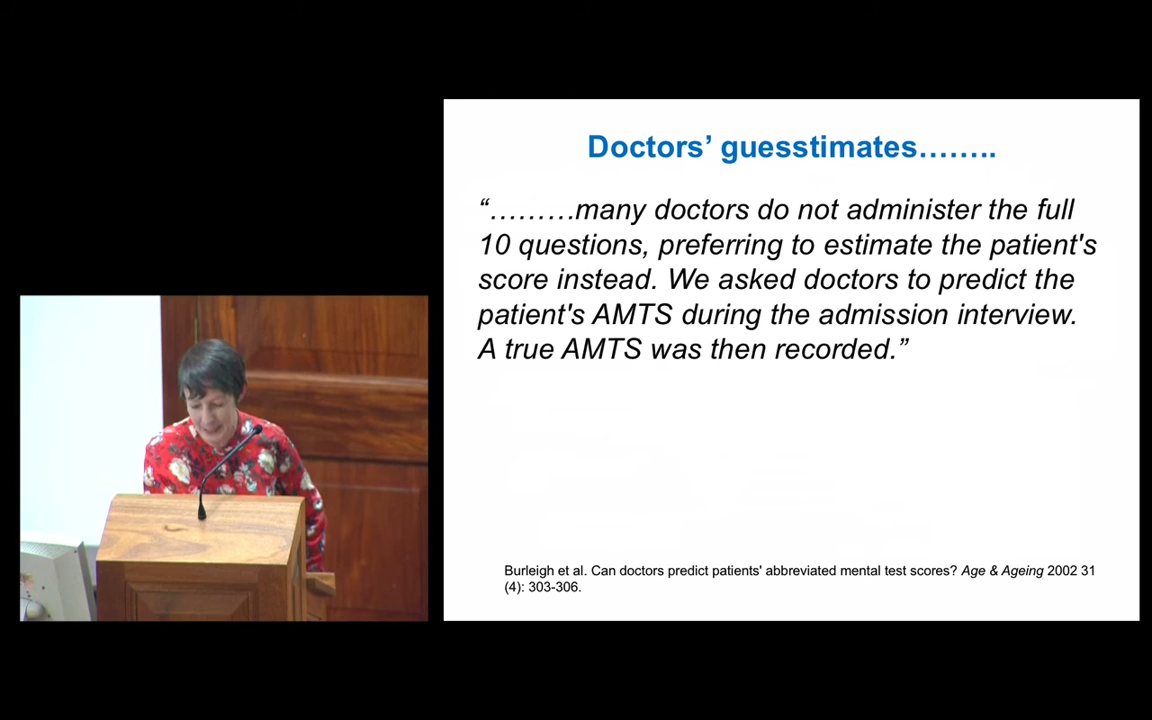 Doctors’ guesstimates……..
“………many doctors do not administer the full
10 questions, preferring to estimate the patient's
score instead. We asked doctors to predict the
patient's AMTS during the admission interview.
A true AMTS was then recorded.”
Burleigh et al. Can doctors predict patients' abbreviated mental test scores? Age & Ageing 2002 31
(4): 303-306.